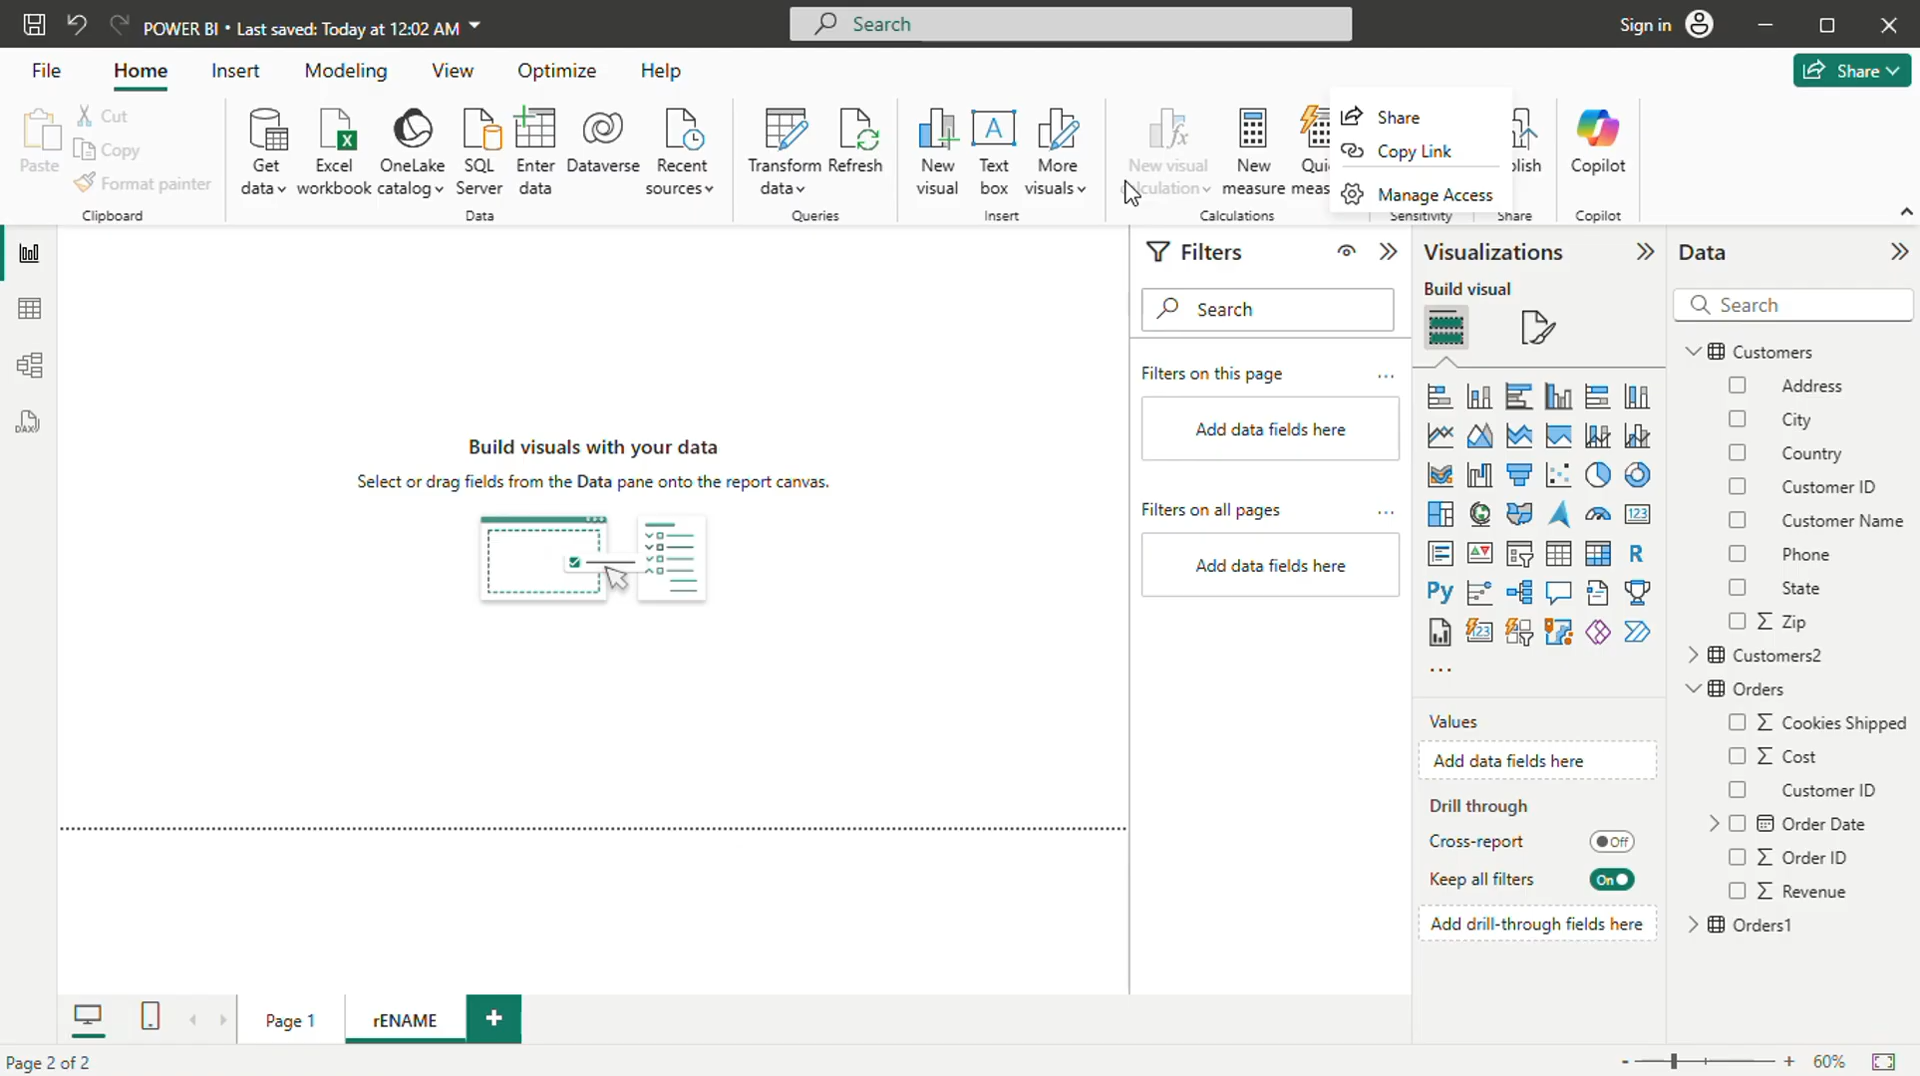 POWER BI • Last saved: Today at 12:02 AM
Search
Sign in
File
Home
Insert
Modeling
View
Optimize
Help
Share
Paste
Cut
Copy
Format painter
Clipboard
Get data
Excel workbook
OneLake catalog
SQL Server
Enter data
Dataverse
Recent sources
Data
Transform data
Refresh
Queries
New visual
Text box
More visuals
Insert
New visual calculation
New measure
Quick meas
Calculations
Share
Copy Link
Manage Access
Sensitivity
lish
Share
Copilot
Copilot
DAX
Build visuals with your data
Select or drag fields from the Data pane onto the report canvas.
Filters
Search
Filters on this page
...
Add data fields here
Filters on all pages
...
Add data fields here
Visualizations
Build visual
123
R
Py
123
...
Values
Add data fields here
Drill through
Cross-report
Off
Keep all filters
On
Add drill-through fields here
Data
Search
Customers
Address
City
Country
Customer ID
Customer Name
Phone
State
Σ Zip
Customers2
Orders
Σ Cookies Shipped
Σ Cost
Customer ID
Order Date
Σ Order ID
Σ Revenue
Orders1
Page 1
rENAME
+
Page 2 of 2
- + 60%